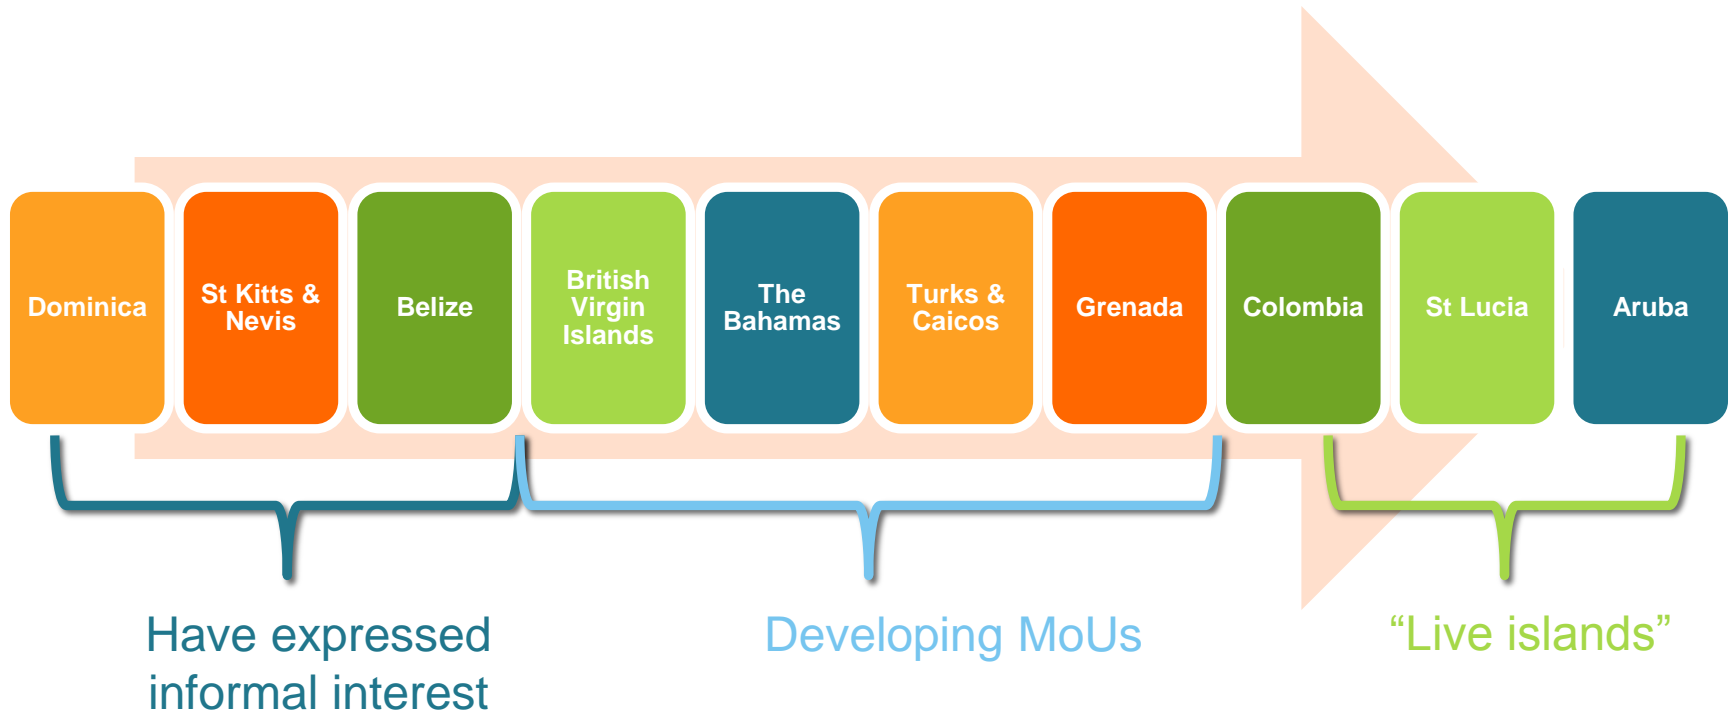 Dominica
St Kitts &
Nevis
Belize
British
Virgin
Islands
The
Bahamas
Turks &
Caicos
Grenada
Colombia
St Lucia
Aruba
Have expressed
informal interest
Developing MoUs
“Live islands”